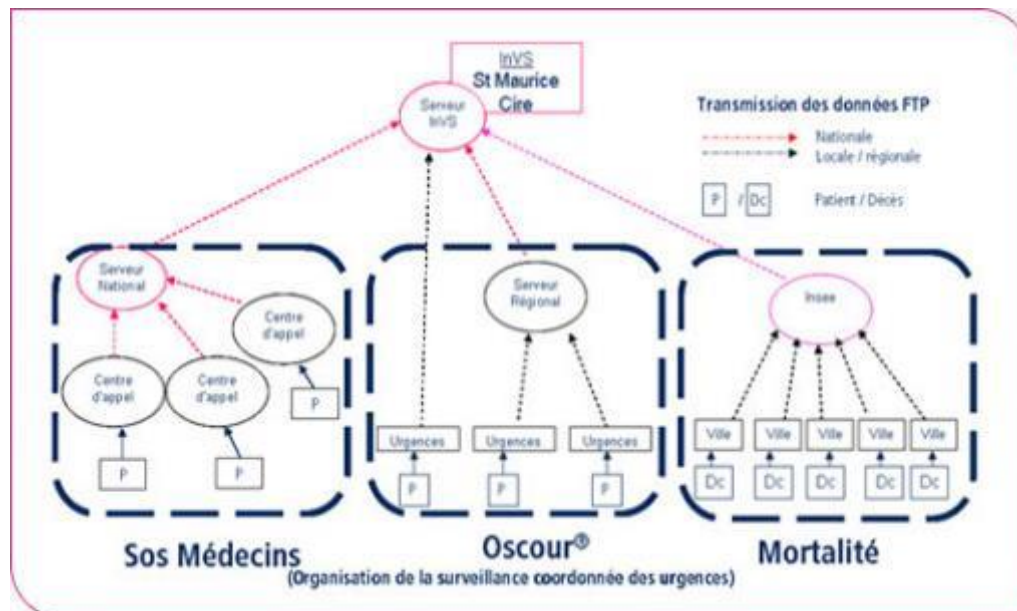 InVS
St Maurice
Cire
Serveur
InVS
Transmission des données FTP
Nationale
Locale / régionale
P / Dc Patient / Décès
Serveur
National
Centre
d'appel
Centre
d'appel
Centre
d'appel
P
P
P
Serveur
Régional
Urgences
Urgences
Urgences
P
P
P
Insee
Ville
Ville
Ville
Ville
Ville
Dc
Dc
Dc
Dc
Dc
Sos Médecins
Oscour®
(Organisation de la surveillance coordonnée des urgences)
Mortalité